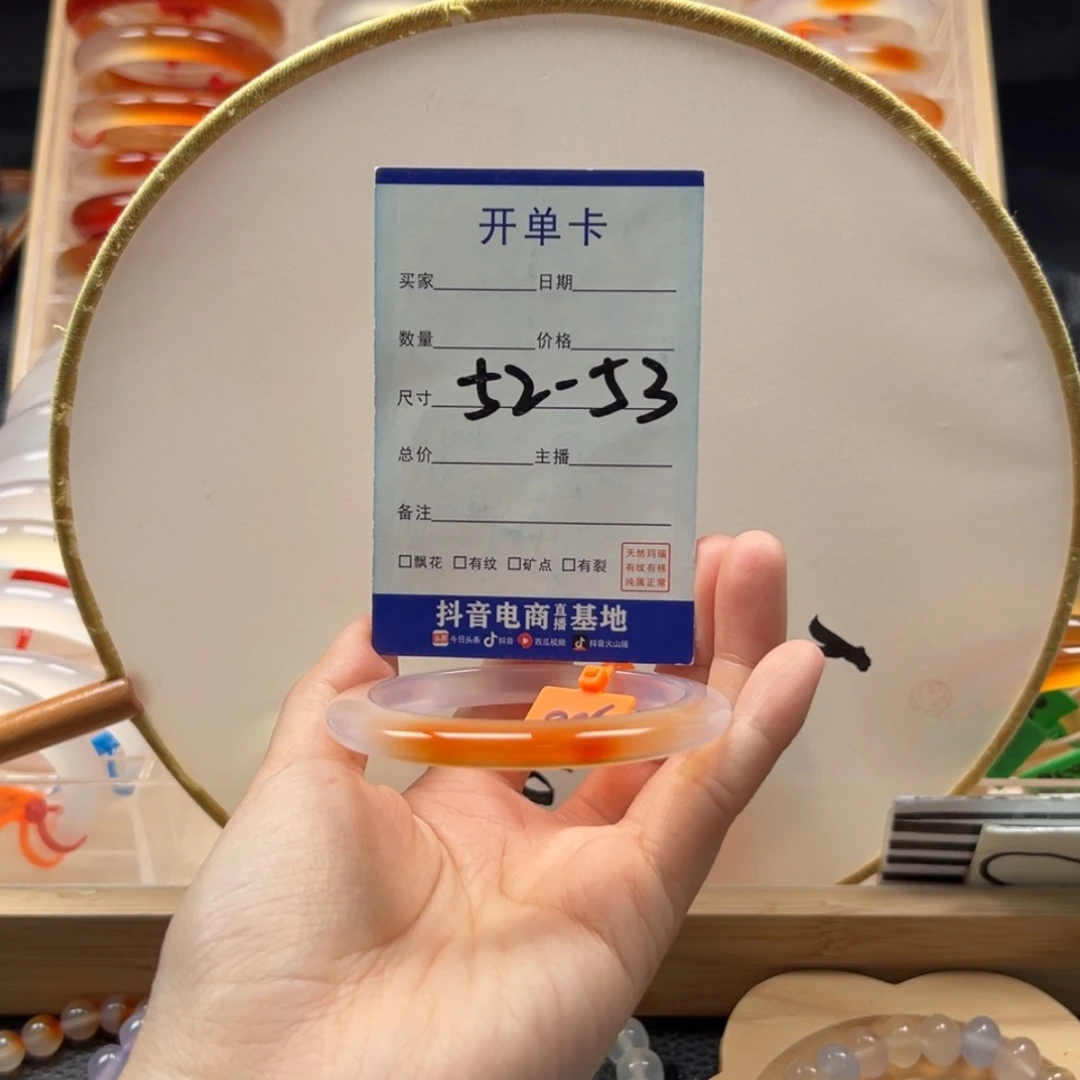 开单卡
买家 日期
数量 价格
尺寸 52-53
总价 主播
备注
□飘花 □有纹 □矿点 □有裂
天然玛瑙
有纹有棉
纯属正常
抖音电商直播基地
头条 今日头条 抖音 西瓜视频 抖音火山版